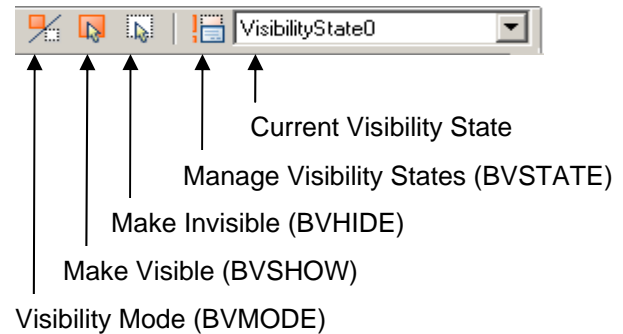 VisibilityState0
Current Visibility State
Manage Visibility States (BVSTATE)
Make Invisible (BVHIDE)
Make Visible (BVSHOW)
Visibility Mode (BVMODE)